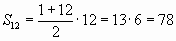 S₁₂ = (1+12)/2 · 12 = 13 · 6 = 78